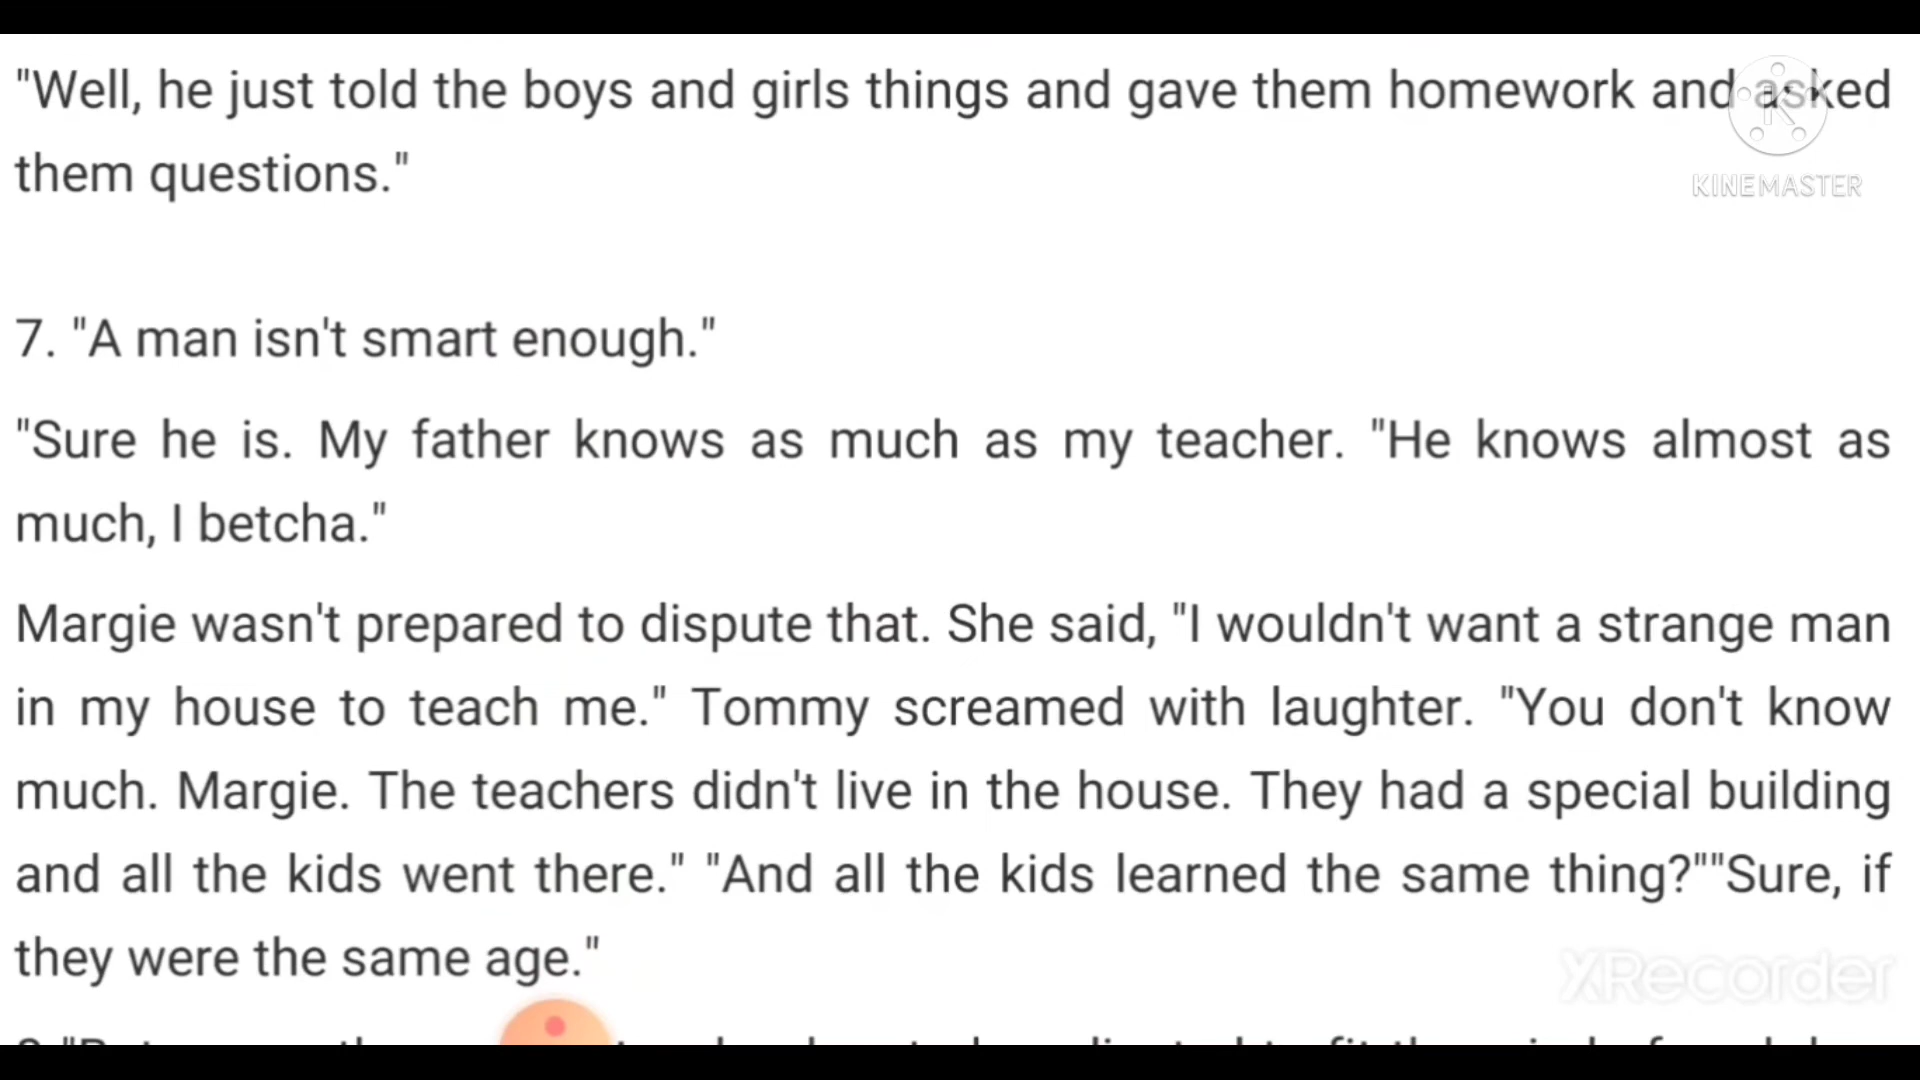 "Well, he just told the boys and girls things and gave them homework and asked
them questions."
KINEMASTER
7. "A man isn't smart enough."
"Sure he is. My father knows as much as my teacher. "He knows almost as
much, I betcha."
Margie wasn't prepared to dispute that. She said, "I wouldn't want a strange man
in my house to teach me." Tommy screamed with laughter. "You don't know
much. Margie. The teachers didn't live in the house. They had a special building
and all the kids went there." "And all the kids learned the same thing?""Sure, if
they were the same age."
XRecorder